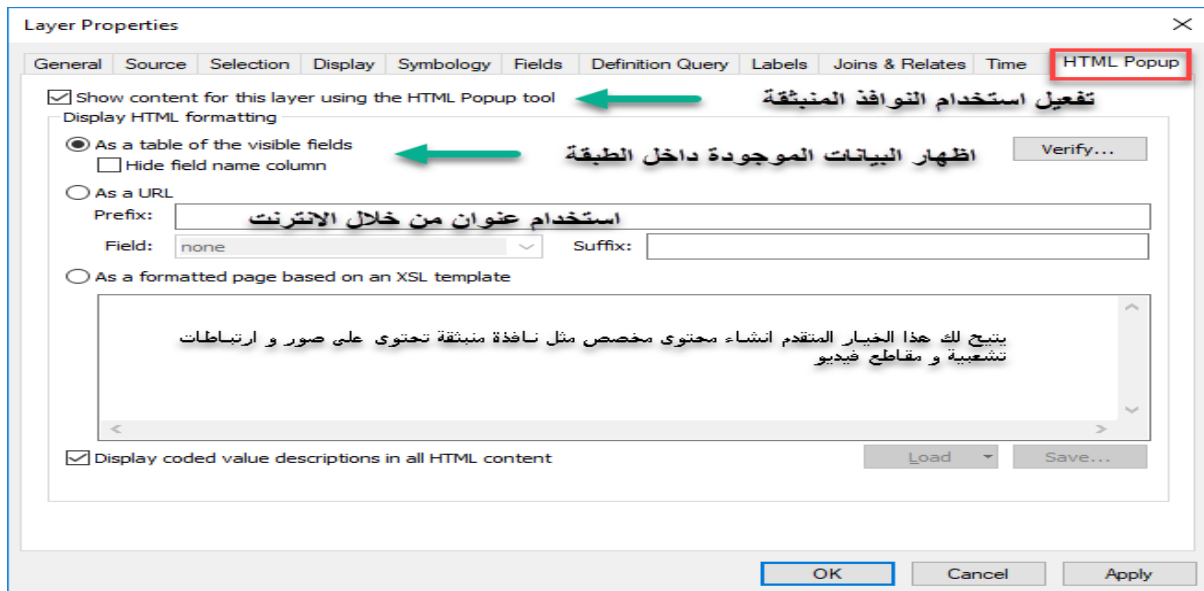 Layer Properties
General Source Selection Display Symbology Fields Definition Query Labels Joins & Relates Time HTML Popup
Show content for this layer using the HTML Popup tool
تفعيل استخدام النوافذ المنبثقة
Display HTML formatting
As a table of the visible fields
اظهار البيانات الموجودة داخل الطبقة
Verify...
Hide field name column
As a URL
Prefix:
استخدام عنوان من خلال الانترنت
Field: none Suffix:
As a formatted page based on an XSL template
يتيح لك هذا الخيار المتقدم انشاء محتوى مخصص مثل نافذة منبثقة تحتوى على صور و ارتباطات
تشعبية و مقاطع فيديو
Display coded value descriptions in all HTML content
Load Save...
OK Cancel Apply